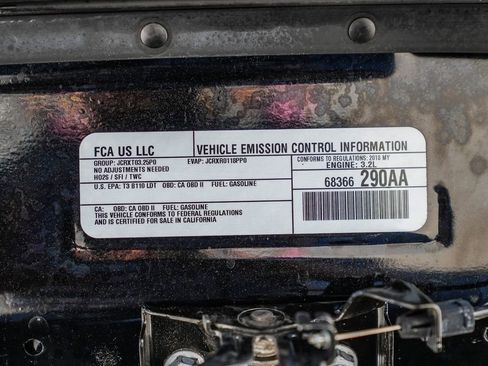 FCA US LLC
VEHICLE EMISSION CONTROL INFORMATION
GROUP: JCRXT03.25P0 EVAP: JCRXR0118PP0
NO ADJUSTMENTS NEEDED
HO2S / SFI / TWC
CONFORMS TO REGULATIONS: 2018 MY
ENGINE: 3.2L
U.S. EPA: T3 B110 LDT OBD: CA OBD II FUEL: GASOLINE
68366 290AA
CA: OBD: CA OBD II FUEL: GASOLINE
THIS VEHICLE CONFORMS TO FEDERAL REGULATIONS
AND IS CERTIFIED FOR SALE IN CALIFORNIA